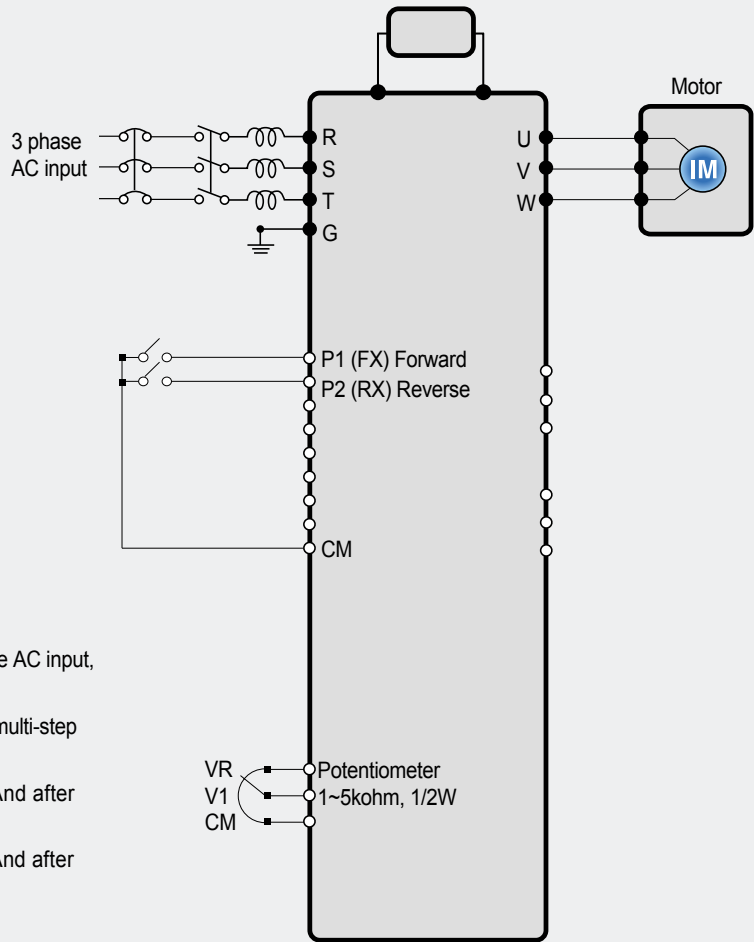 Motor
3 phase
AC input
R
S
T
G
U
V
W
IM
P1 (FX) Forward
P2 (RX) Reverse
CM
e AC input,
multi-step
And after
And after
VR
V1
CM
Potentiometer
1~5kohm, 1/2W